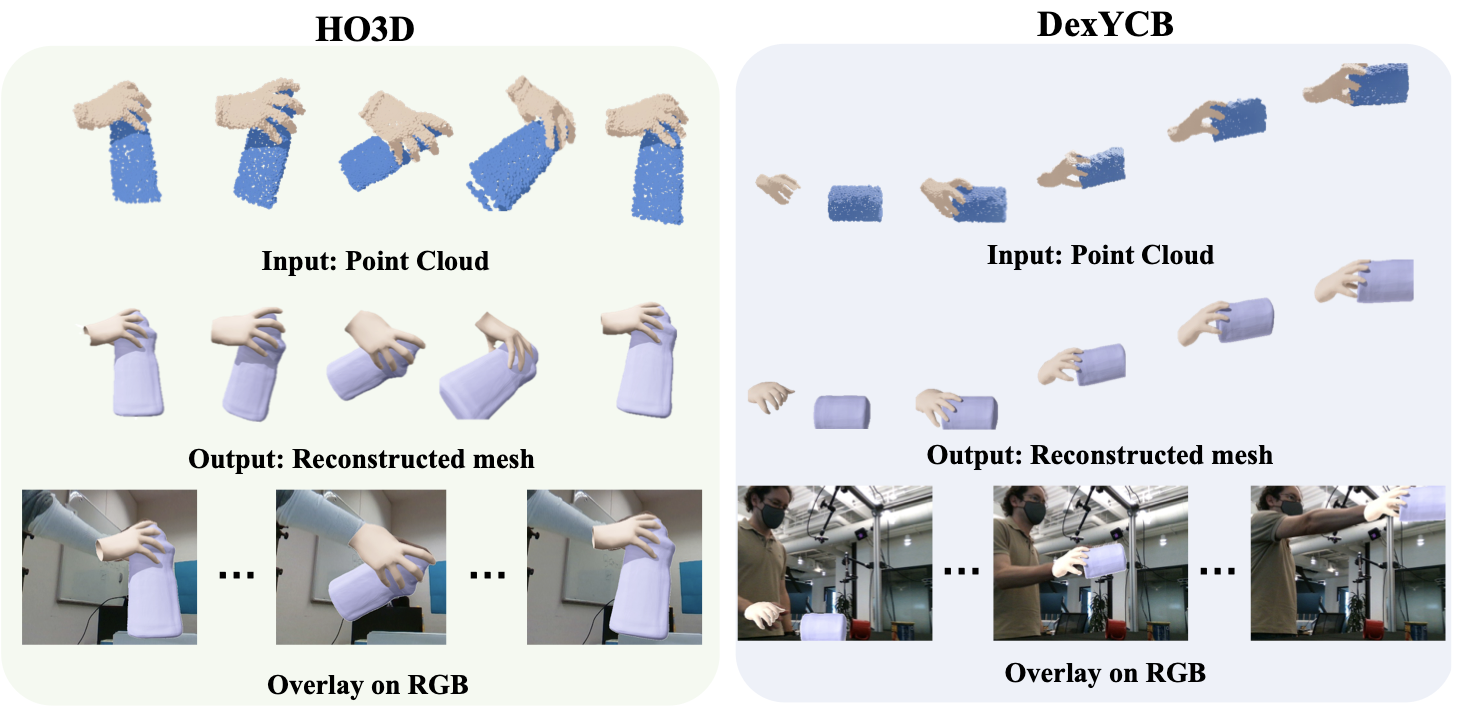 HO3D
Input: Point Cloud
Output: Reconstructed mesh
...
...
Overlay on RGB
DexYCB
Input: Point Cloud
Output: Reconstructed mesh
...
...
Overlay on RGB